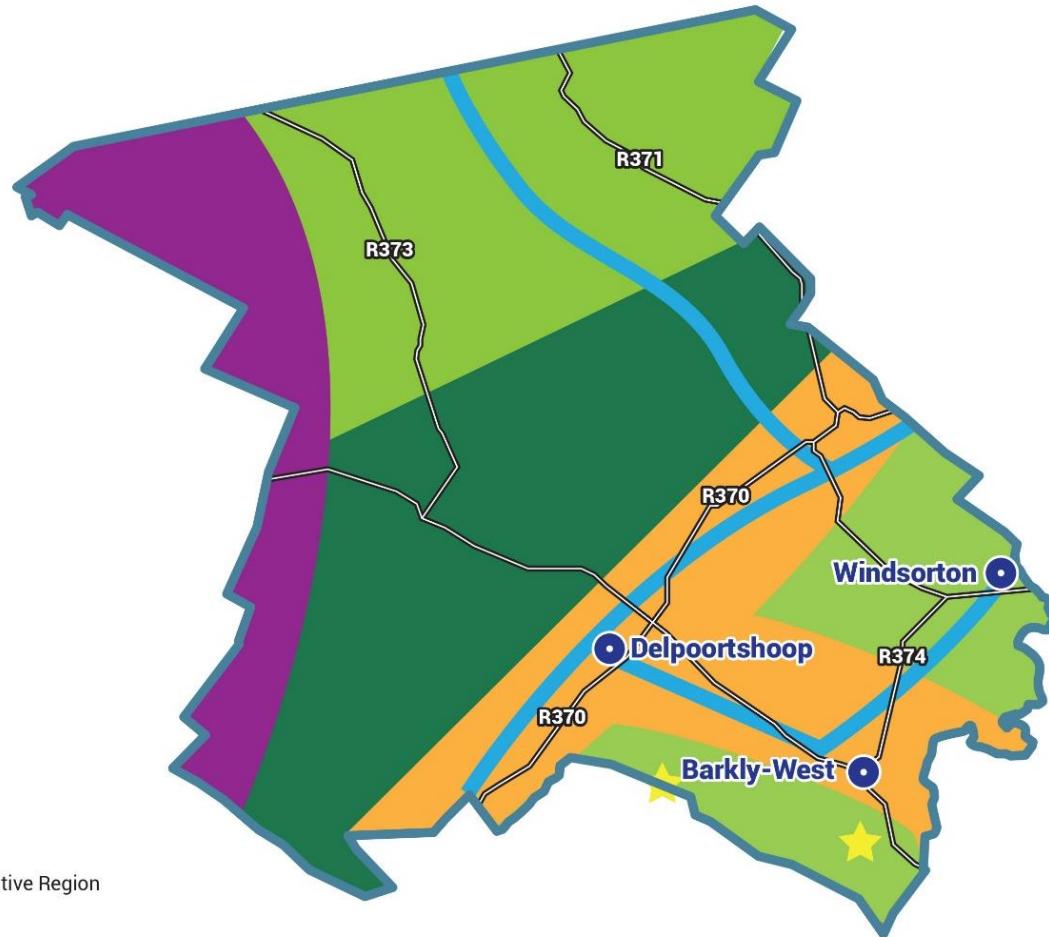 R371
R373
R370
Windsorton
Delpoortshoop
R374
R370
Barkly-West
tive Region